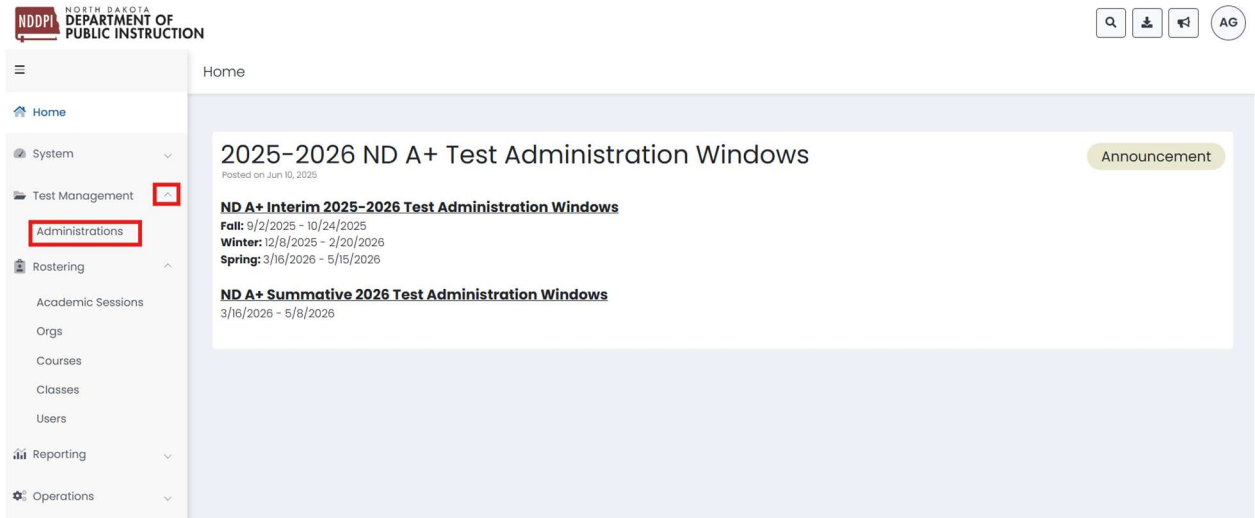 NDDPI
NORTH DAKOTA
DEPARTMENT OF
PUBLIC INSTRUCTION
AG
Home
Home
System
Test Management
Administrations
Rostering
Academic Sessions
Orgs
Courses
Classes
Users
Reporting
Operations
2025-2026 ND A+ Test Administration Windows
Announcement
Posted on Jun 10, 2025
ND A+ Interim 2025-2026 Test Administration Windows
Fall: 9/2/2025 - 10/24/2025
Winter: 12/8/2025 - 2/20/2026
Spring: 3/16/2026 - 5/15/2026
ND A+ Summative 2026 Test Administration Windows
3/16/2026 - 5/8/2026